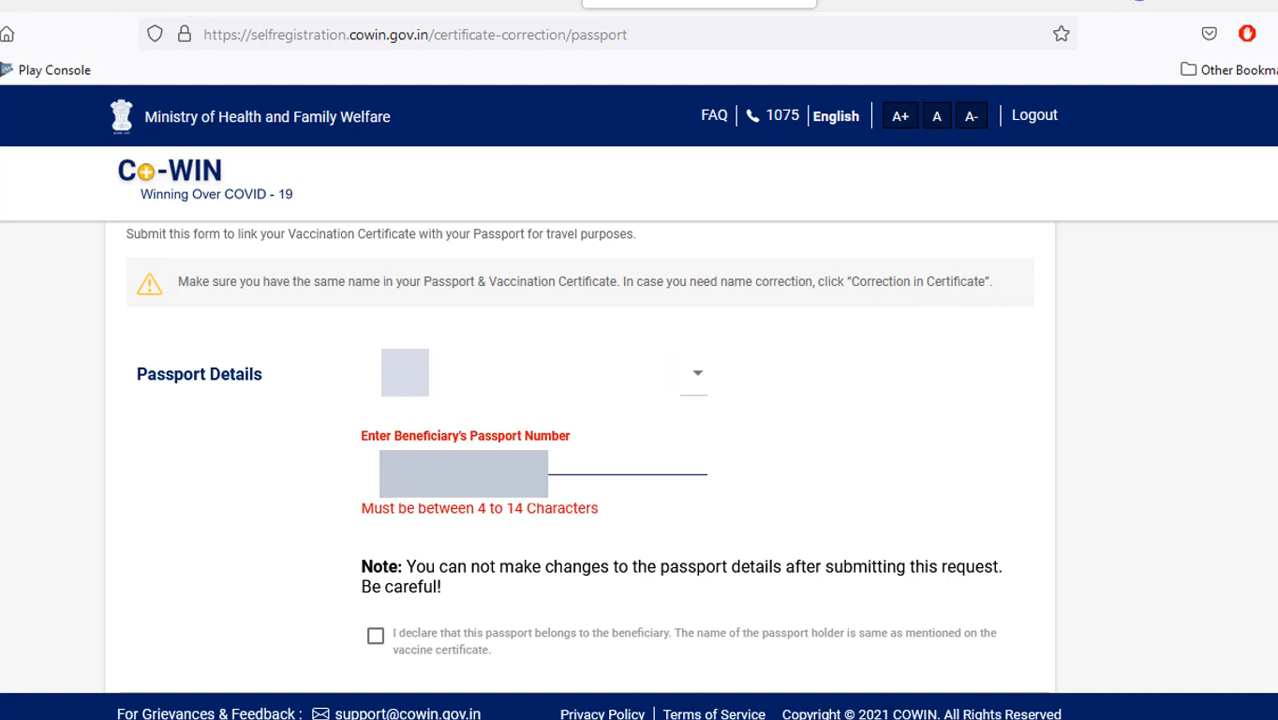 https://selfregistration.cowin.gov.in/certificate-correction/passport
Play Console
Other Bookma
Ministry of Health and Family Welfare
FAQ
1075
English
A+
A
A-
Logout
Co-WIN
Winning Over COVID - 19
Submit this form to link your Vaccination Certificate with your Passport for travel purposes.
Make sure you have the same name in your Passport & Vaccination Certificate. In case you need name correction, click “Correction in Certificate”.
Passport Details
Enter Beneficiary's Passport Number
Must be between 4 to 14 Characters
Note: You can not make changes to the passport details after submitting this request.
Be careful!
I declare that this passport belongs to the beneficiary. The name of the passport holder is same as mentioned on the
vaccine certificate.
For Grievances & Feedback : support@cowin.gov.in
Privacy Policy
Terms of Service
Copyright © 2021 COWIN. All Rights Reserved